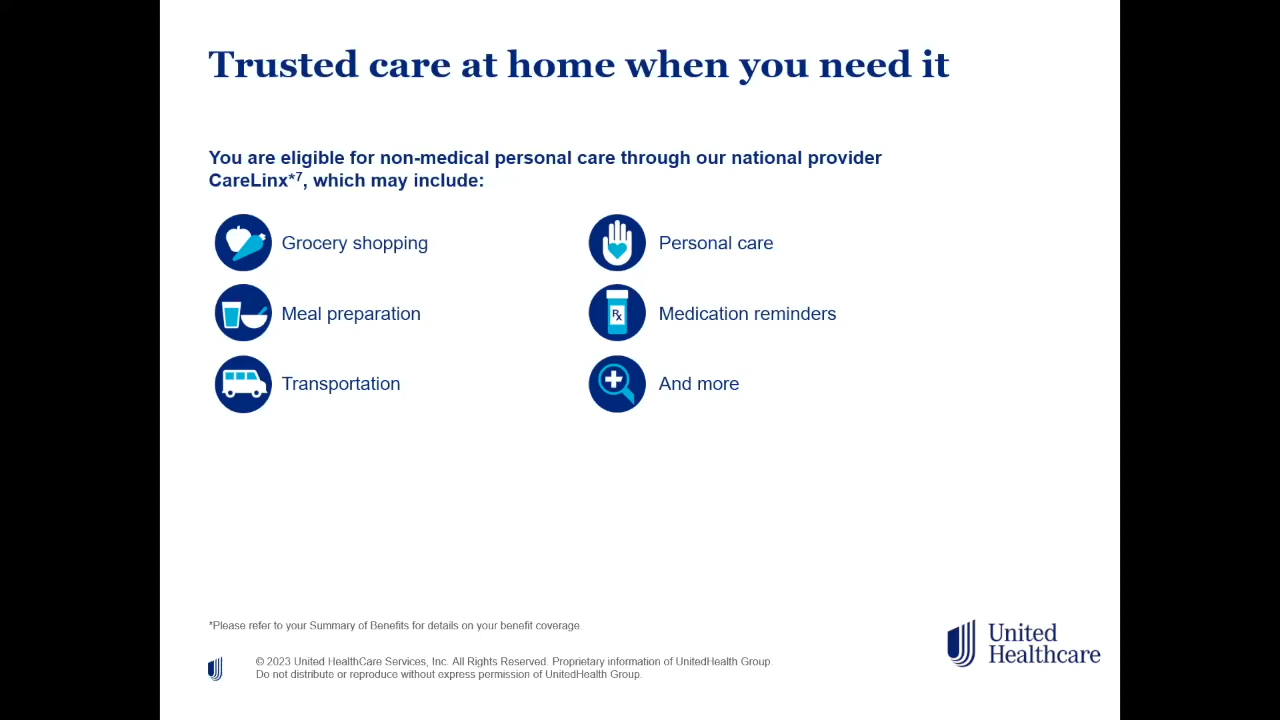 Trusted care at home when you need it
You are eligible for non-medical personal care through our national provider
CareLinx*7, which may include:
Grocery shopping
Personal care
Meal preparation
Rx
Medication reminders
Transportation
And more
*Please refer to your Summary of Benefits for details on your benefit coverage.
© 2023 United HealthCare Services, Inc. All Rights Reserved. Proprietary information of UnitedHealth Group.
Do not distribute or reproduce without express permission of UnitedHealth Group.
United
Healthcare